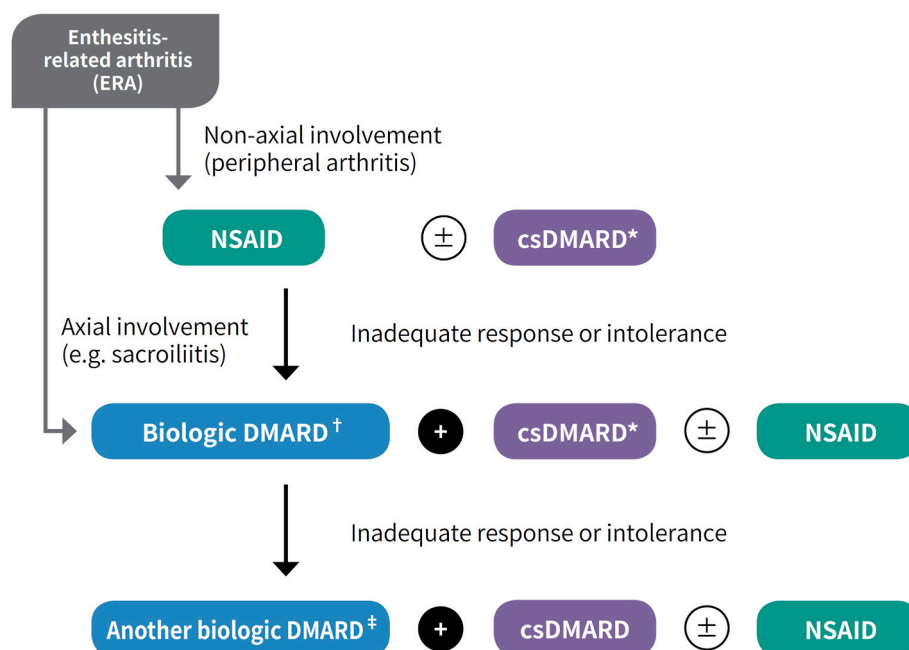 Enthesitis-
related arthritis
(ERA)
Non-axial involvement
(peripheral arthritis)
NSAID ± csDMARD*
Axial involvement
(e.g. sacroiliitis)
Inadequate response or intolerance
Biologic DMARD† + csDMARD* ± NSAID
Inadequate response or intolerance
Another biologic DMARD‡ + csDMARD ± NSAID